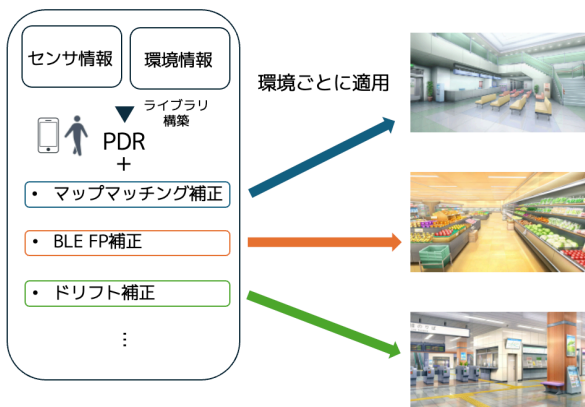 センサ情報
環境情報
ライブラリ
構築
PDR
+
• マップマッチング補正
• BLE FP補正
• ドリフト補正
⋮
環境ごとに適用